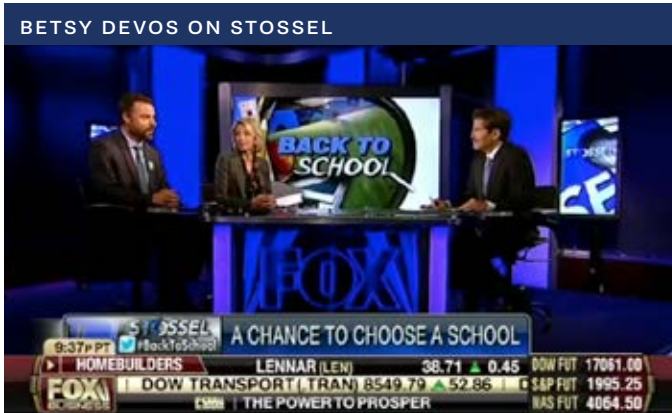 BETSY DEVOS ON STOSSEL
BACK TO
SCHOOL
STOSSEL
SE
FOX
STOSSEL
#BackToSchool
A CHANCE TO CHOOSE A SCHOOL
9:37P PT
HOMEBUILDERS
LENNAR (LEN) 38.71 ▲ 0.45
DOW FUT 17061.00
FOX
BUSINESS
DOW TRANSPORT (.TRAN) 8549.79 ▲ 52.86 D
S&P FUT 1995.25
THE POWER TO PROSPER
NAS FUT 4064.50